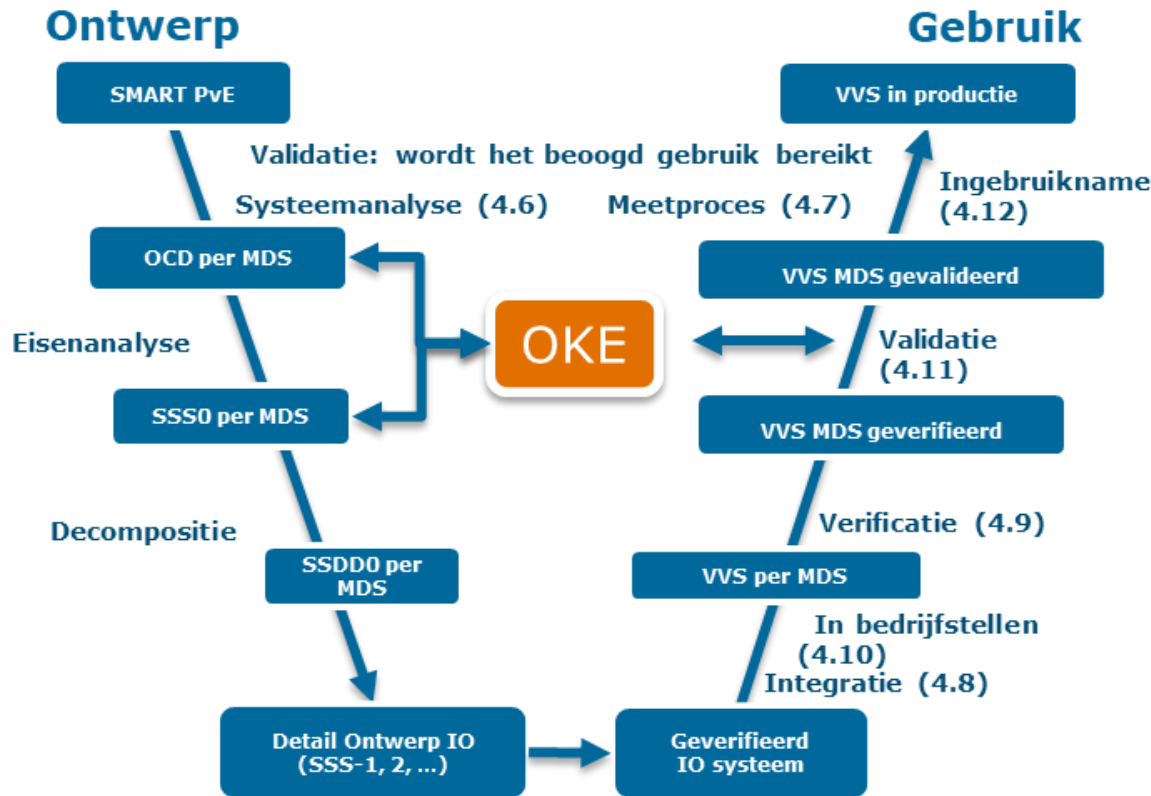 Ontwerp
Gebruik
SMART PvE
VVS in productie
Validatie: wordt het beoogd gebruik bereikt
Systeemanalyse (4.6)
Meetproces (4.7)
Ingebruikname
(4.12)
OCD per MDS
VVS MDS gevalideerd
OKE
Eisenanalyse
Validatie
(4.11)
SSS0 per MDS
VVS MDS geverifieerd
Decompositie
Verificatie (4.9)
SSDD0 per
MDS
VVS per MDS
In bedrijfstellen
(4.10)
Integratie (4.8)
Detail Ontwerp IO
(SSS-1, 2, ...)
Geverifieerd
IO systeem